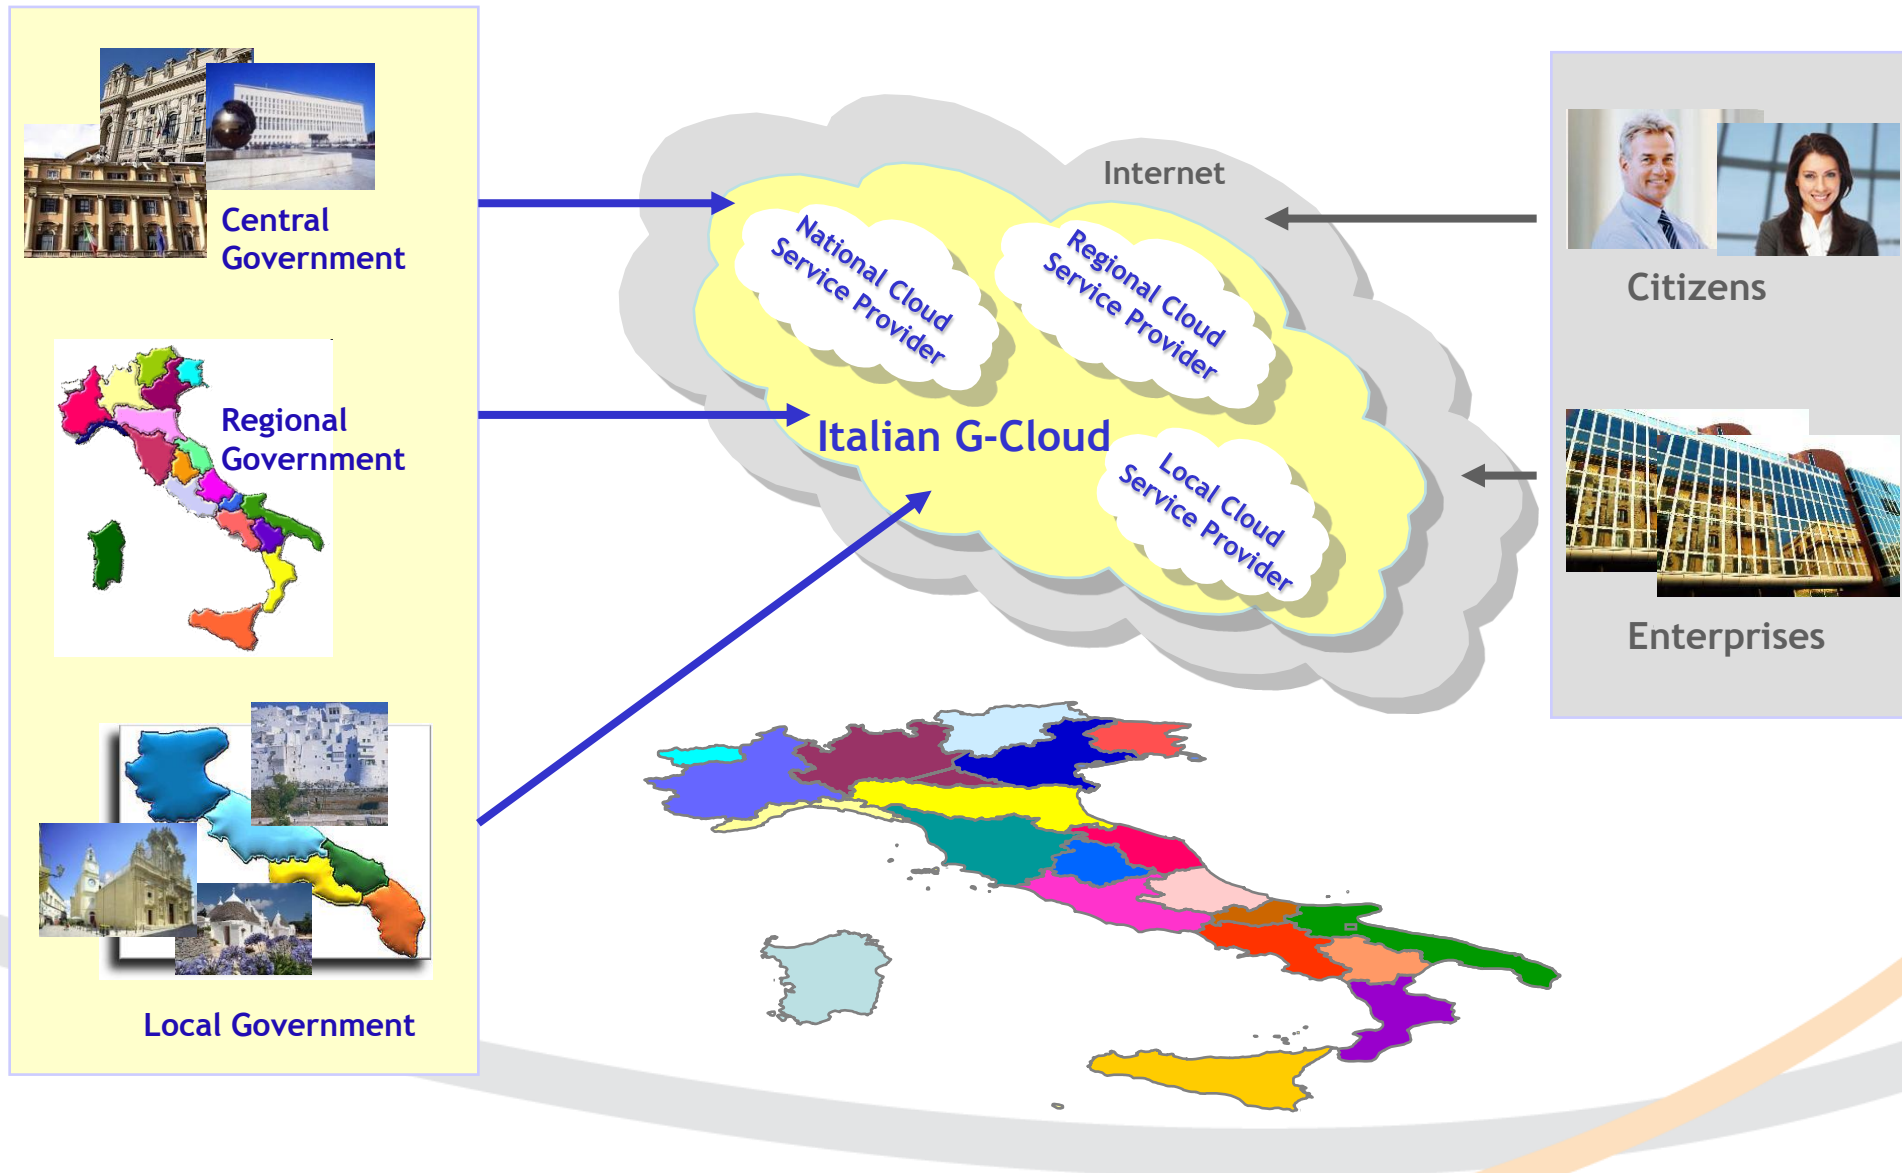 Central
Government
Regional
Government
Local Government
Internet
National Cloud
Service Provider
Regional Cloud
Service Provider
Italian G-Cloud
Local Cloud
Service Provider
Citizens
Enterprises